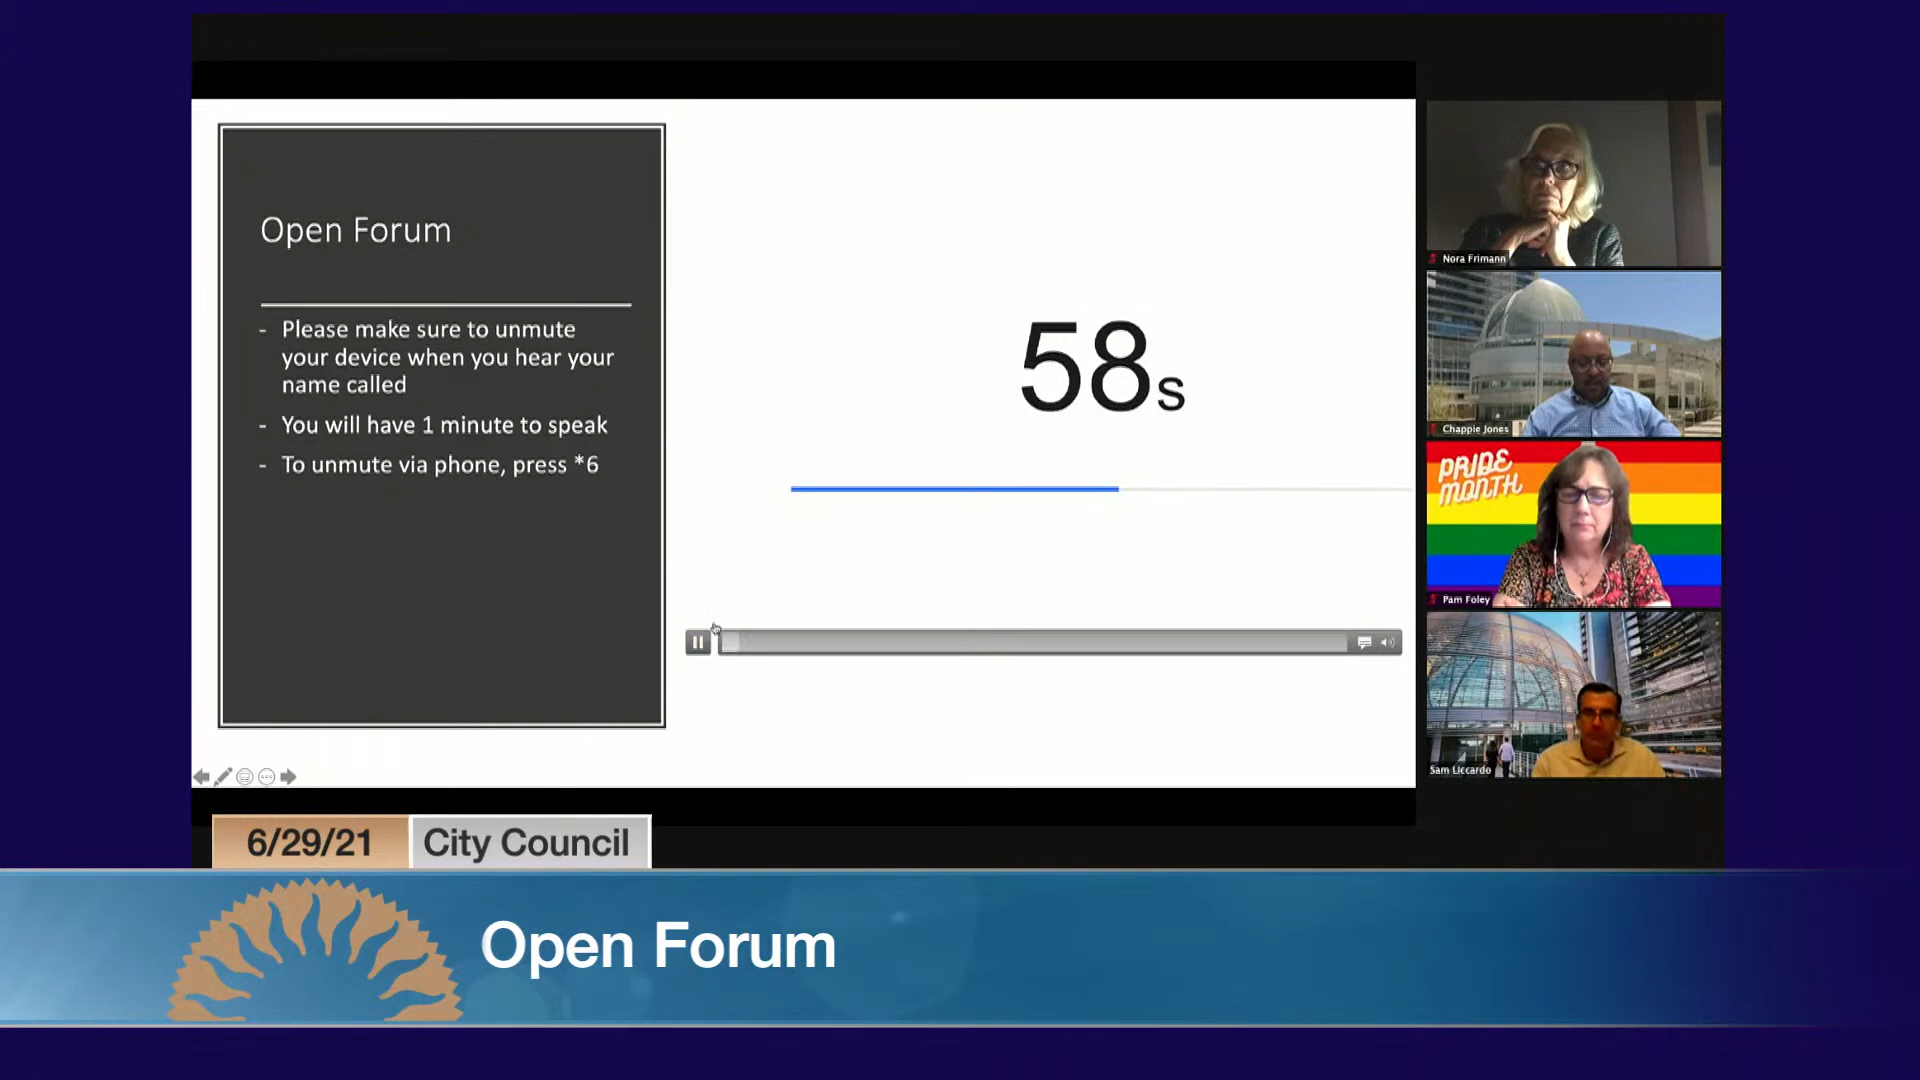 Open Forum
- Please make sure to unmute
your device when you hear your
name called
- You will have 1 minute to speak
- To unmute via phone, press *6
58s
Nora Frimann
Chappie Jones
PRIDE
MONTH
Pam Foley
Sam Liccardo
6/29/21 City Council
Open Forum